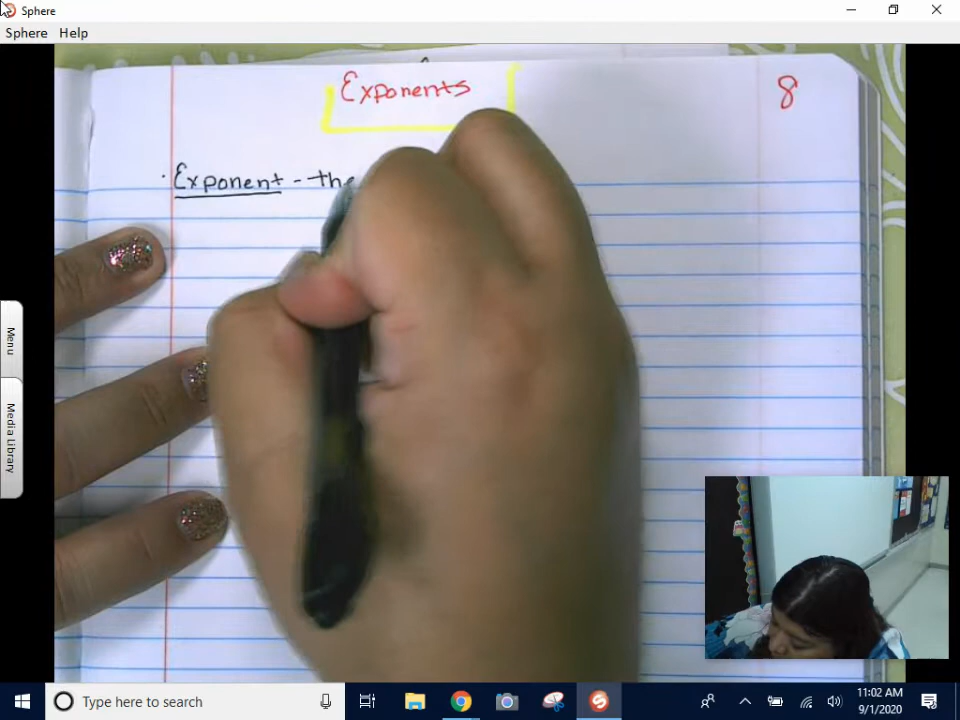 Sphere
Sphere Help
Exponents
8
· Exponent - the
Menu
Media Library
Type here to search
11:02 AM
9/1/2020